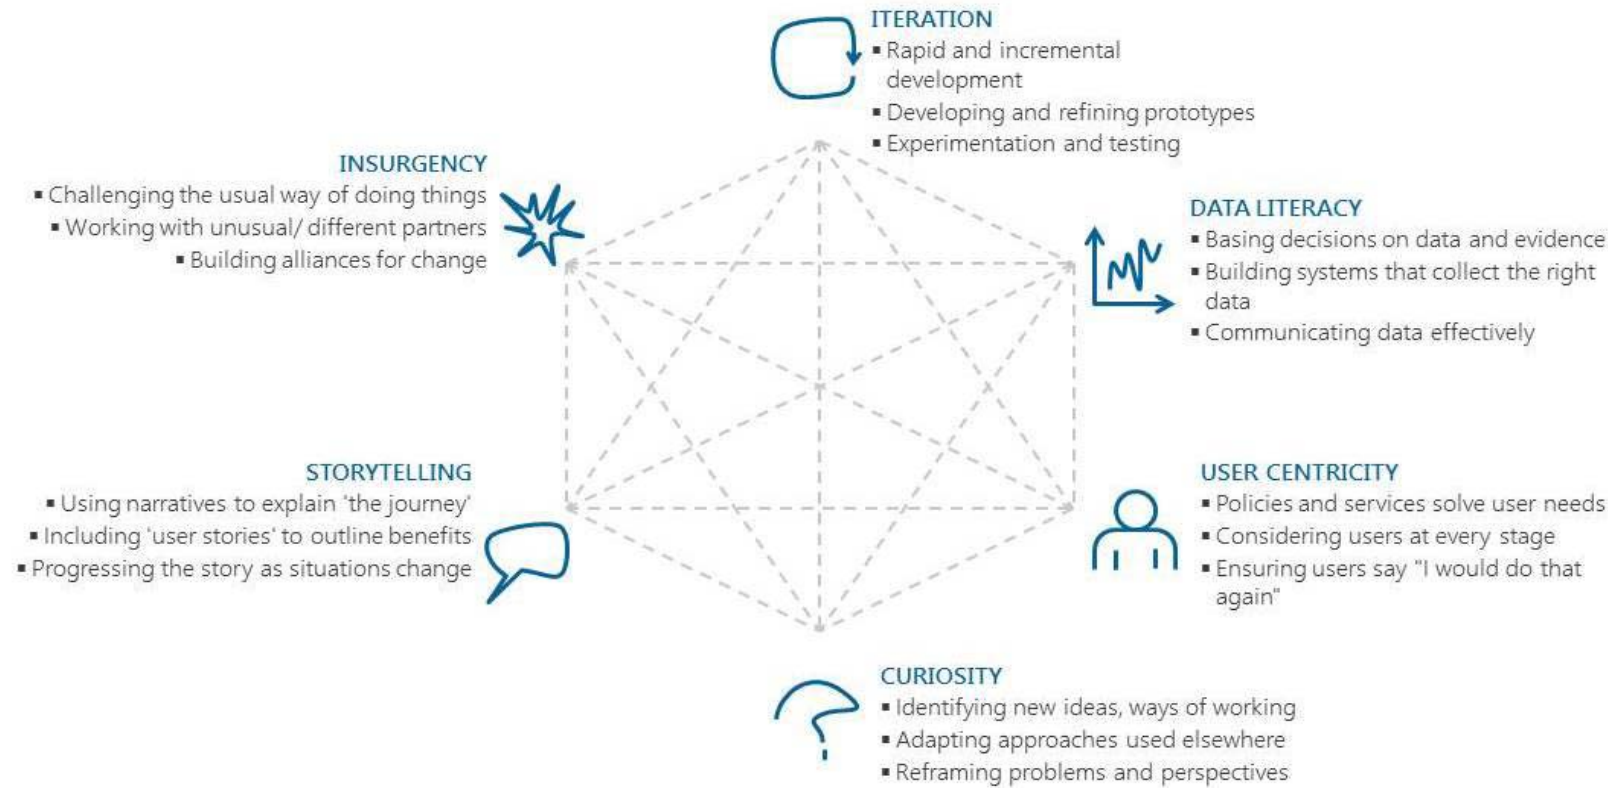 ITERATION
▪ Rapid and incremental
development
▪ Developing and refining prototypes
▪ Experimentation and testing
INSURGENCY
▪ Challenging the usual way of doing things
▪ Working with unusual/ different partners
▪ Building alliances for change
DATA LITERACY
▪ Basing decisions on data and evidence
▪ Building systems that collect the right
data
▪ Communicating data effectively
STORYTELLING
▪ Using narratives to explain 'the journey'
▪ Including 'user stories' to outline benefits
▪ Progressing the story as situations change
USER CENTRICITY
▪ Policies and services solve user needs
▪ Considering users at every stage
▪ Ensuring users say "I would do that
again"
CURIOSITY
▪ Identifying new ideas, ways of working
▪ Adapting approaches used elsewhere
▪ Reframing problems and perspectives